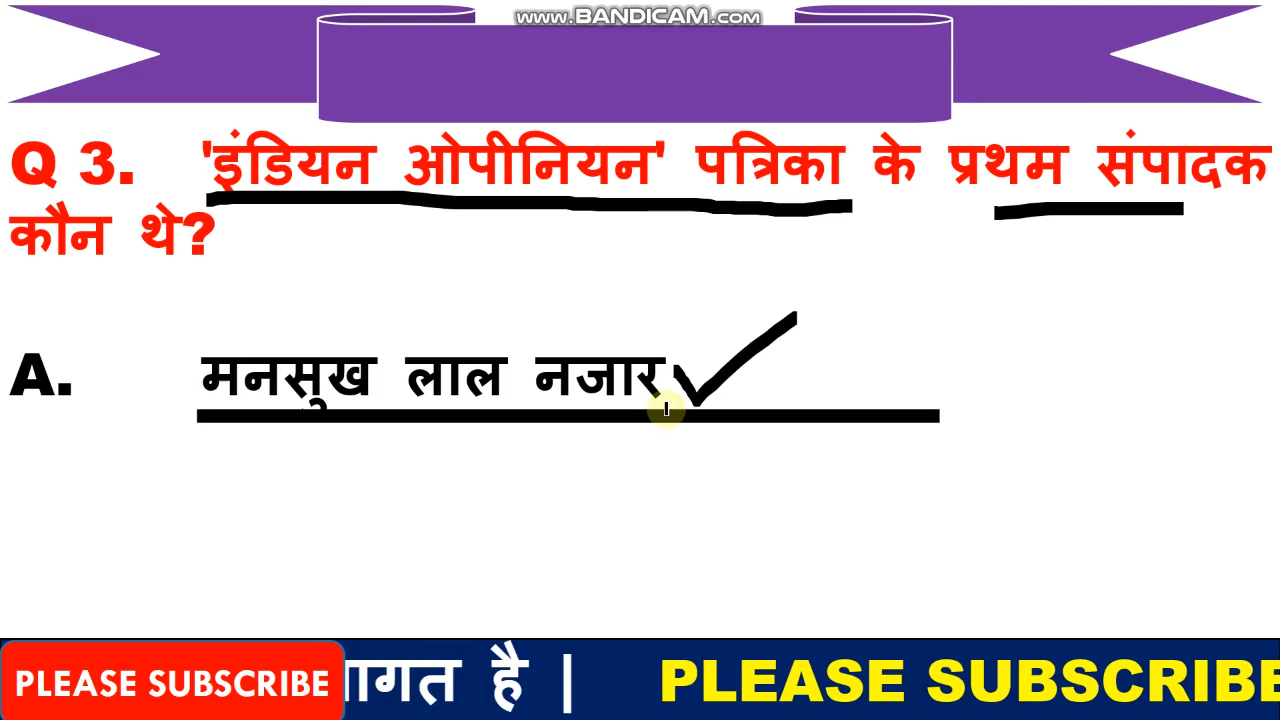 www.BANDICAM.com
Q 3. 'इंडियन ओपीनियन' पत्रिका के प्रथम संपादक
कौन थे?
A. मनसुख लाल नजार
PLEASE SUBSCRIBE ागत है | PLEASE SUBSCRIBE